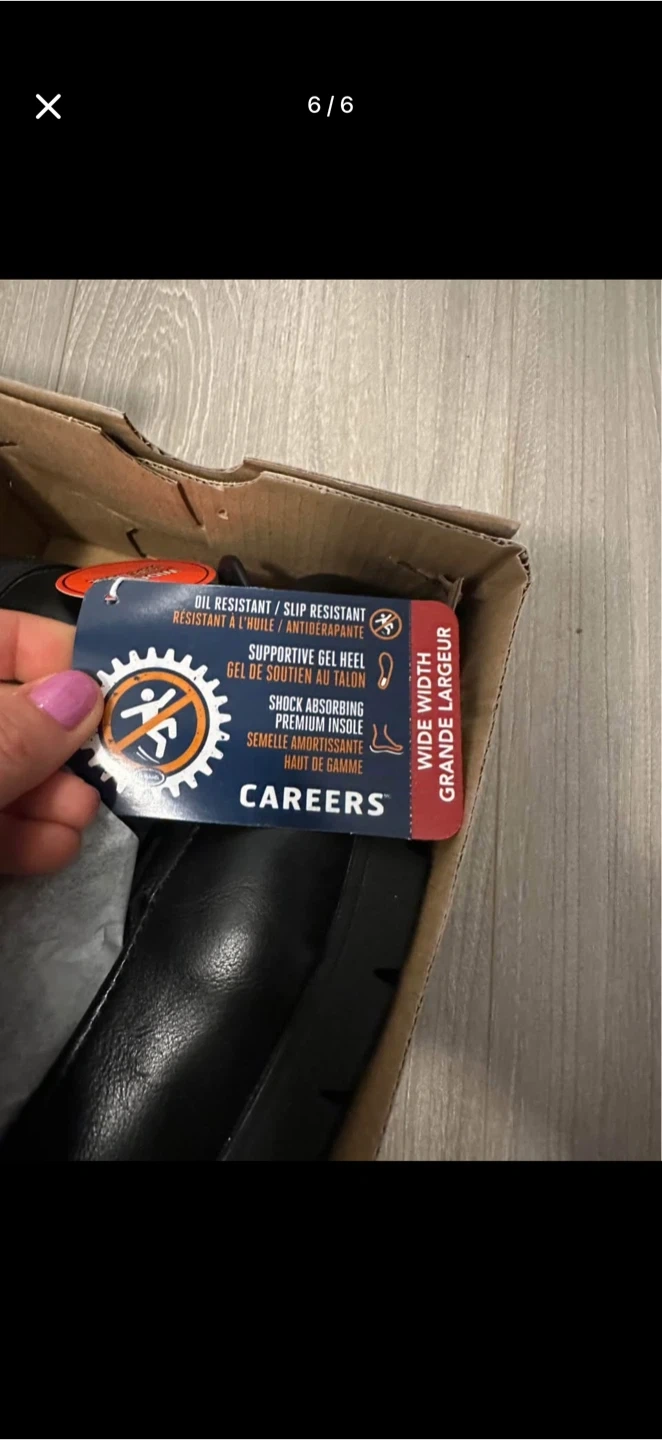 6 / 6
OIL RESISTANT / SLIP RESISTANT
RÉSISTANT À L'HUILE / ANTIDÉRAPANTE
SUPPORTIVE GEL HEEL
GEL DE SOUTIEN AU TALON
SHOCK ABSORBING
PREMIUM INSOLE
SEMELLE AMORTISSANTE
HAUT DE GAMME
CAREERS™
WIDE WIDTH
GRANDE LARGEUR